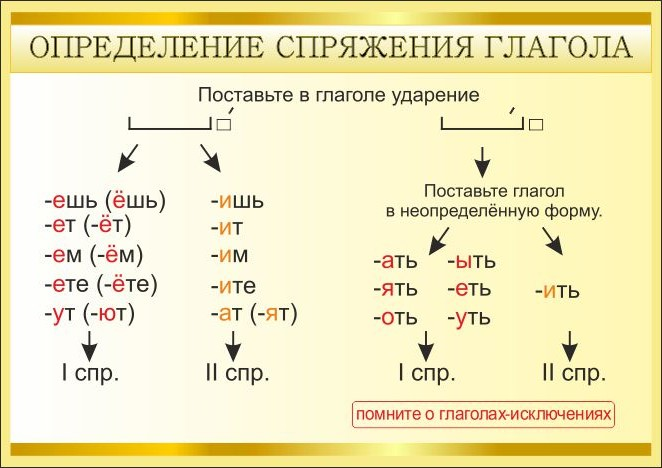 ОПРЕДЕЛЕНИЕ СПРЯЖЕНИЯ ГЛАГОЛА
Поставьте в глаголе ударение
-ешь (ёшь)
-ет (-ёт)
-ем (-ём)
-ете (-ёте)
-ут (-ют)
I спр.
-ишь
-ит
-им
-ите
-ат (-ят)
II спр.
Поставьте глагол
в неопределённую форму.
-ать -ыть
-ять -еть
-оть -уть
I спр.
-ить
II спр.
помните о глаголах-исключениях